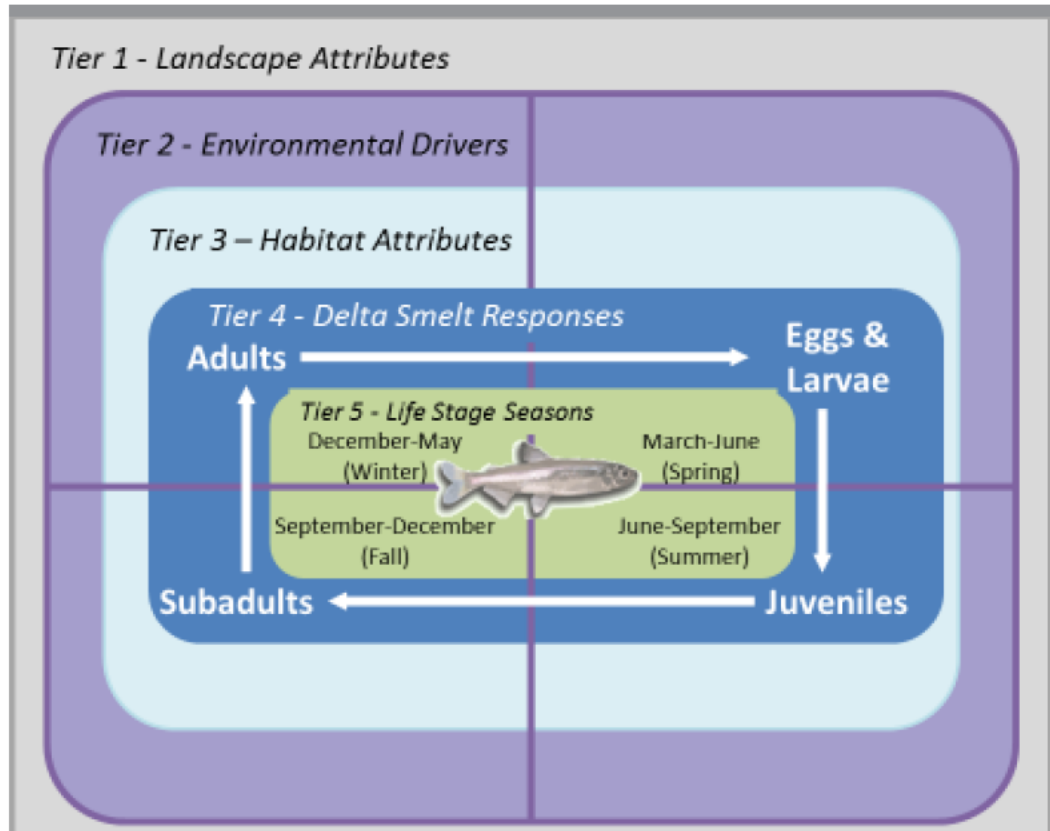 Tier 1 - Landscape Attributes
Tier 2 - Environmental Drivers
Tier 3 – Habitat Attributes
Tier 4 - Delta Smelt Responses
Adults
Eggs &
Larvae
Tier 5 - Life Stage Seasons
December-May
(Winter)
March-June
(Spring)
September-December
(Fall)
June-September
(Summer)
Subadults
Juveniles